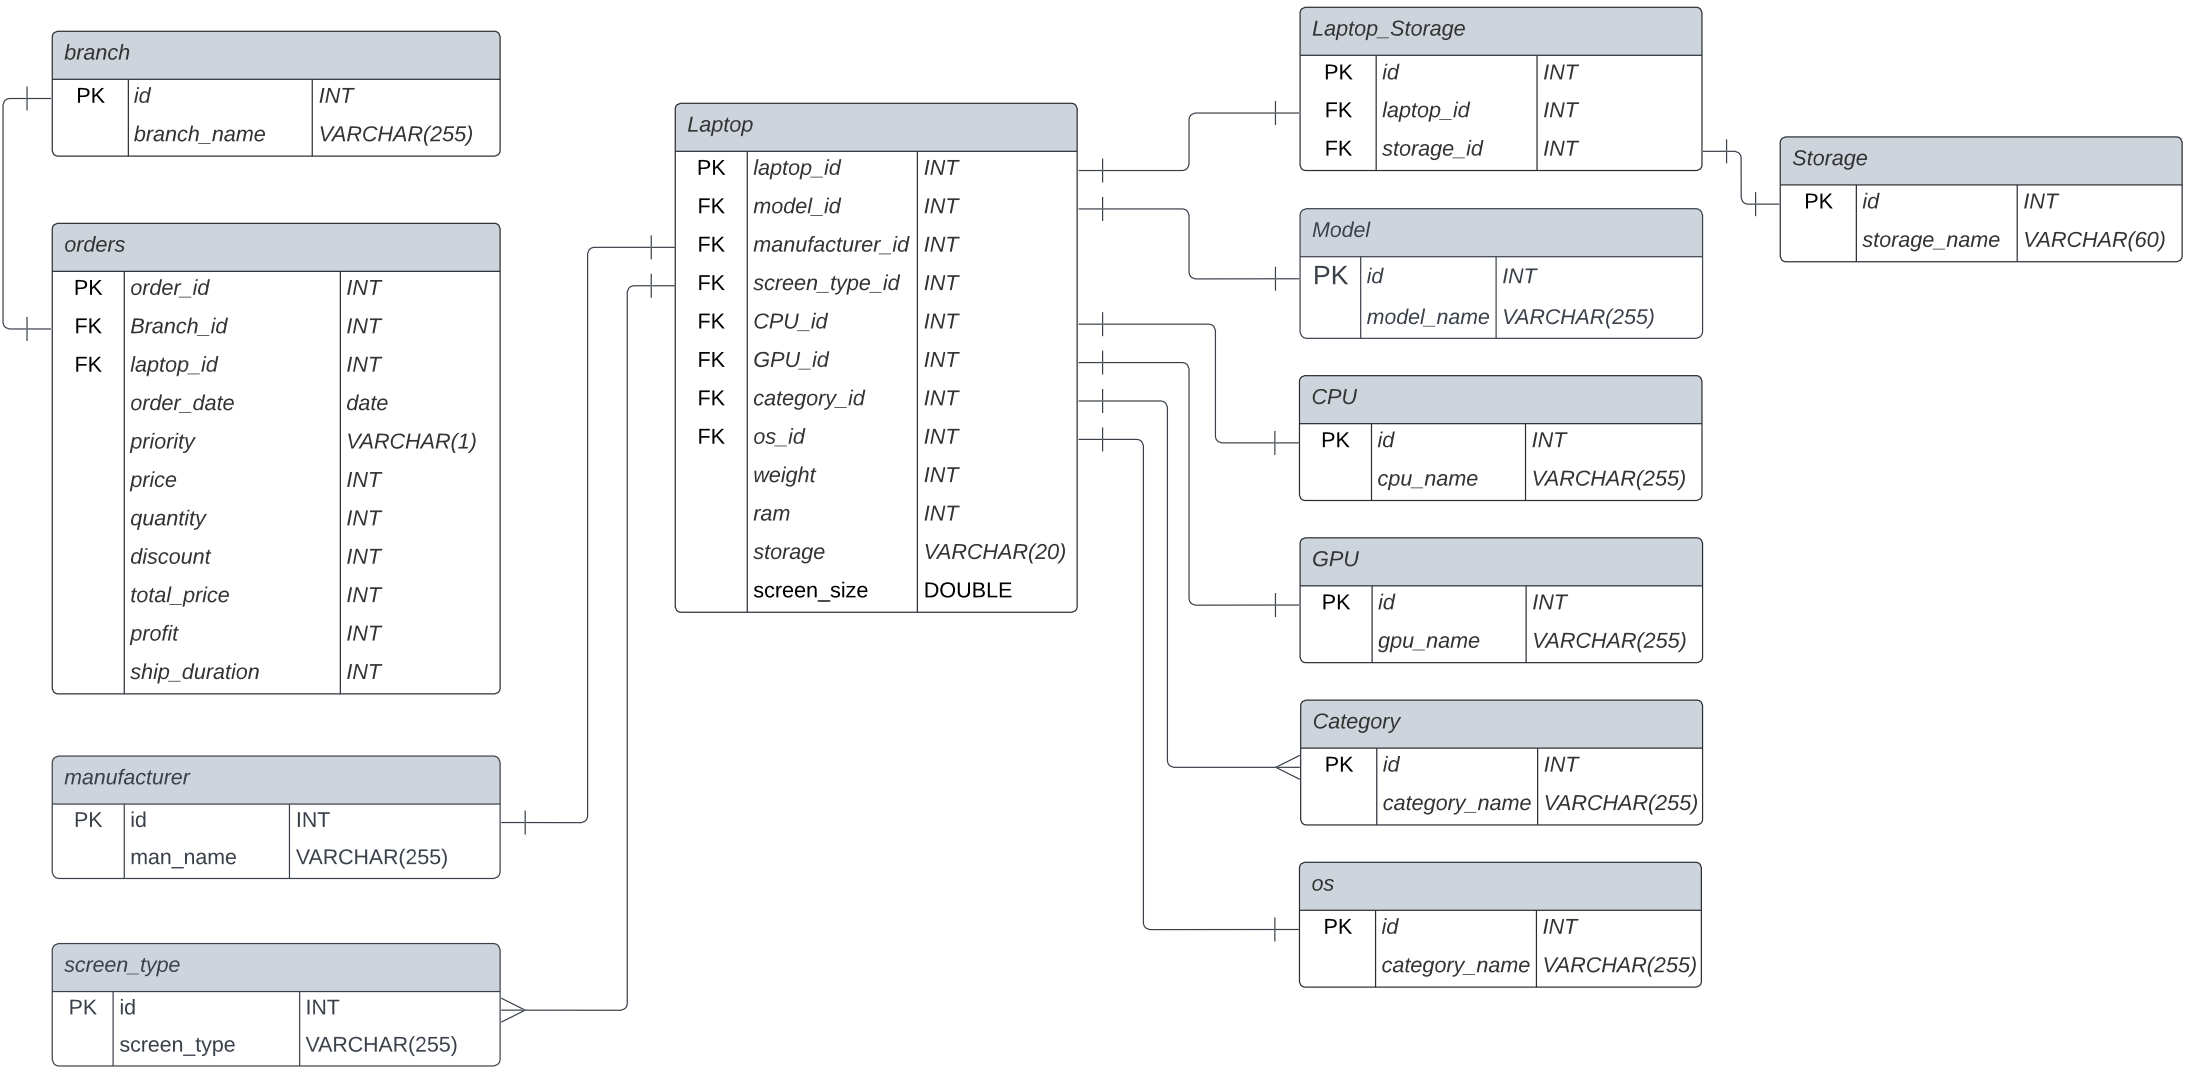 branch
PK id INT
branch_name VARCHAR(255)
orders
PK order_id INT
FK Branch_id INT
FK laptop_id INT
order_date date
priority VARCHAR(1)
price INT
quantity INT
discount INT
total_price INT
profit INT
ship_duration INT
manufacturer
PK id INT
man_name VARCHAR(255)
screen_type
PK id INT
screen_type VARCHAR(255)
Laptop
PK laptop_id INT
FK model_id INT
FK manufacturer_id INT
FK screen_type_id INT
FK CPU_id INT
FK GPU_id INT
FK category_id INT
FK os_id INT
weight INT
ram INT
storage VARCHAR(20)
screen_size DOUBLE
Laptop_Storage
PK id INT
FK laptop_id INT
FK storage_id INT
Model
PK id INT
model_name VARCHAR(255)
CPU
PK id INT
cpu_name VARCHAR(255)
GPU
PK id INT
gpu_name VARCHAR(255)
Category
PK id INT
category_name VARCHAR(255)
os
PK id INT
category_name VARCHAR(255)
Storage
PK id INT
storage_name VARCHAR(60)